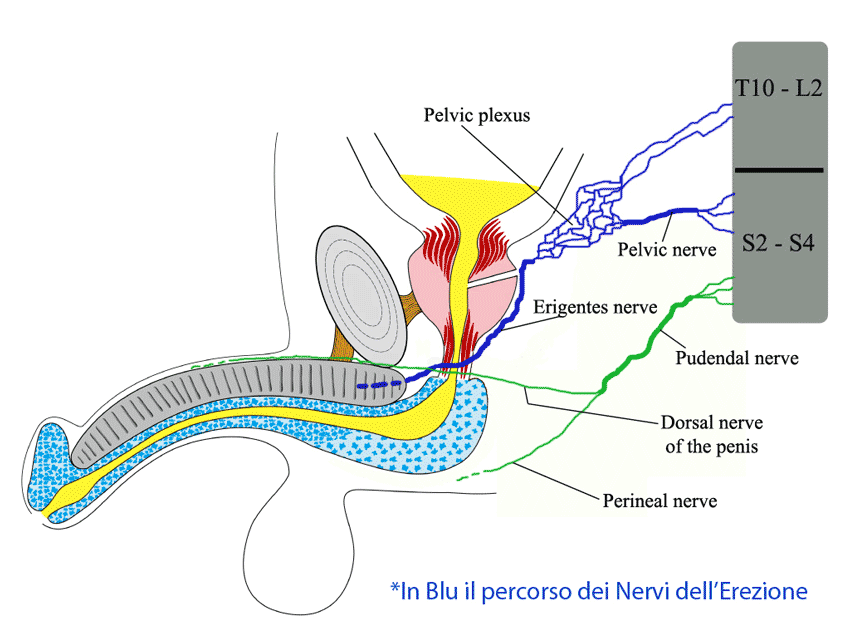 T10 - L2
Pelvic plexus
S2 - S4
Pelvic nerve
Erigentes nerve
Pudendal nerve
Dorsal nerve
of the penis
Perineal nerve
*In Blu il percorso dei Nervi dell'Erezione